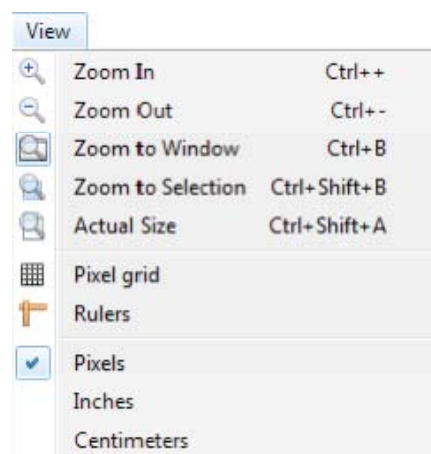 View
Zoom In Ctrl++
Zoom Out Ctrl+-
Zoom to Window Ctrl+B
Zoom to Selection Ctrl+Shift+B
Actual Size Ctrl+Shift+A
Pixel grid
Rulers
Pixels
Inches
Centimeters